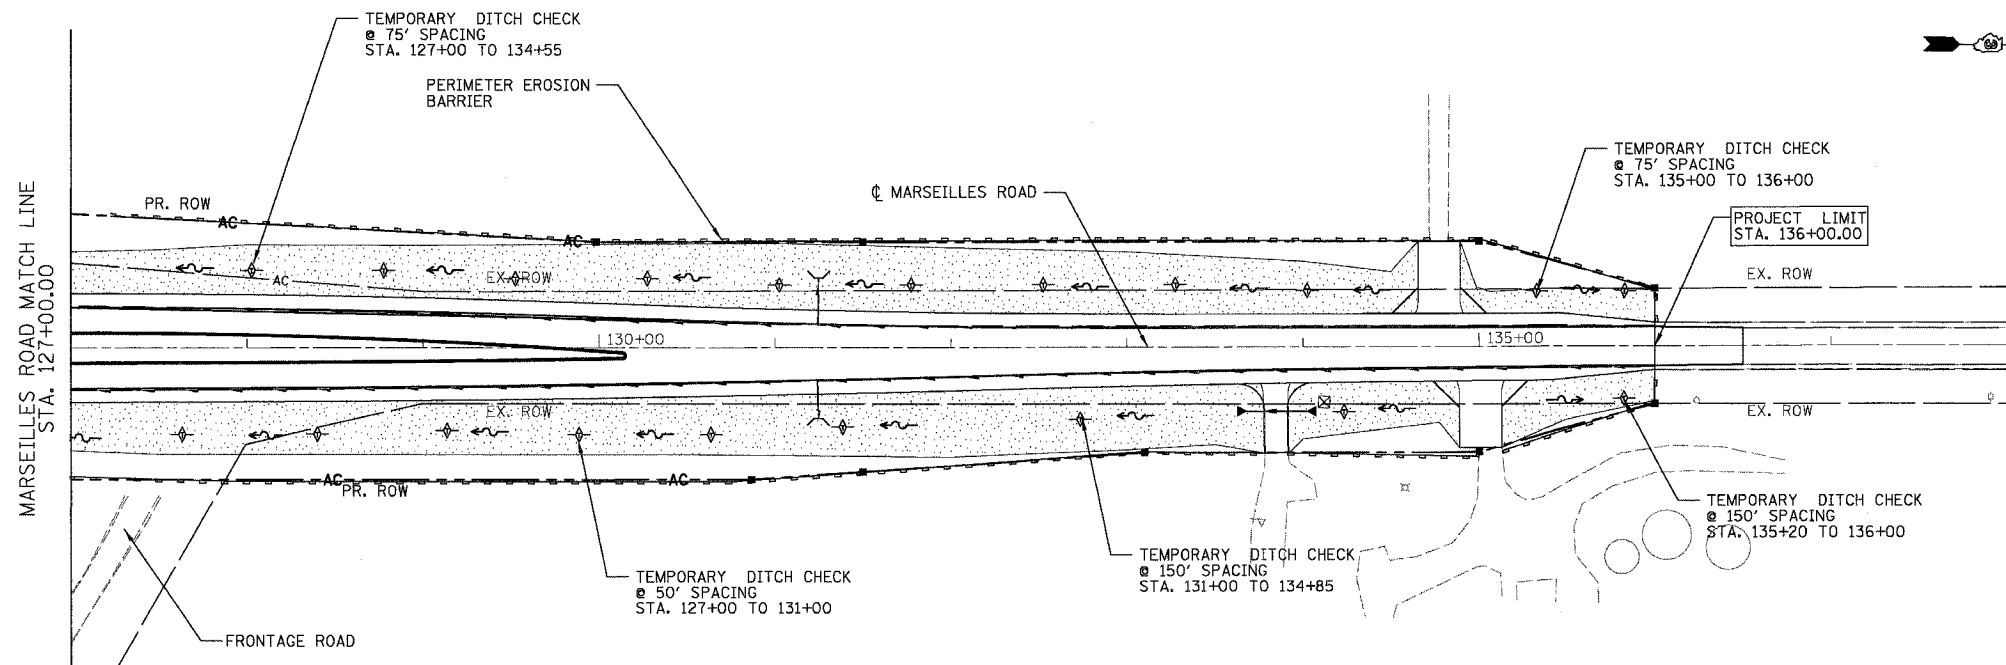 TEMPORARY DITCH CHECK
@ 75' SPACING
STA. 127+00 TO 134+55
PERIMETER EROSION
BARRIER
TEMPORARY DITCH CHECK
@ 75' SPACING
STA. 135+00 TO 136+00
℄ MARSEILLES ROAD
PR. ROW
AC
AC
PROJECT LIMIT
STA. 136+00.00
EX. ROW
EX. ROW
AC
130+00
135+00
MARSEILLES ROAD MATCH LINE
STA. 127+00.00
EX. ROW
EX. ROW
AC
AC
PR. ROW
TEMPORARY DITCH CHECK
@ 150' SPACING
STA. 135+20 TO 136+00
TEMPORARY DITCH CHECK
@ 150' SPACING
STA. 131+00 TO 134+85
TEMPORARY DITCH CHECK
@ 50' SPACING
STA. 127+00 TO 131+00
FRONTAGE ROAD